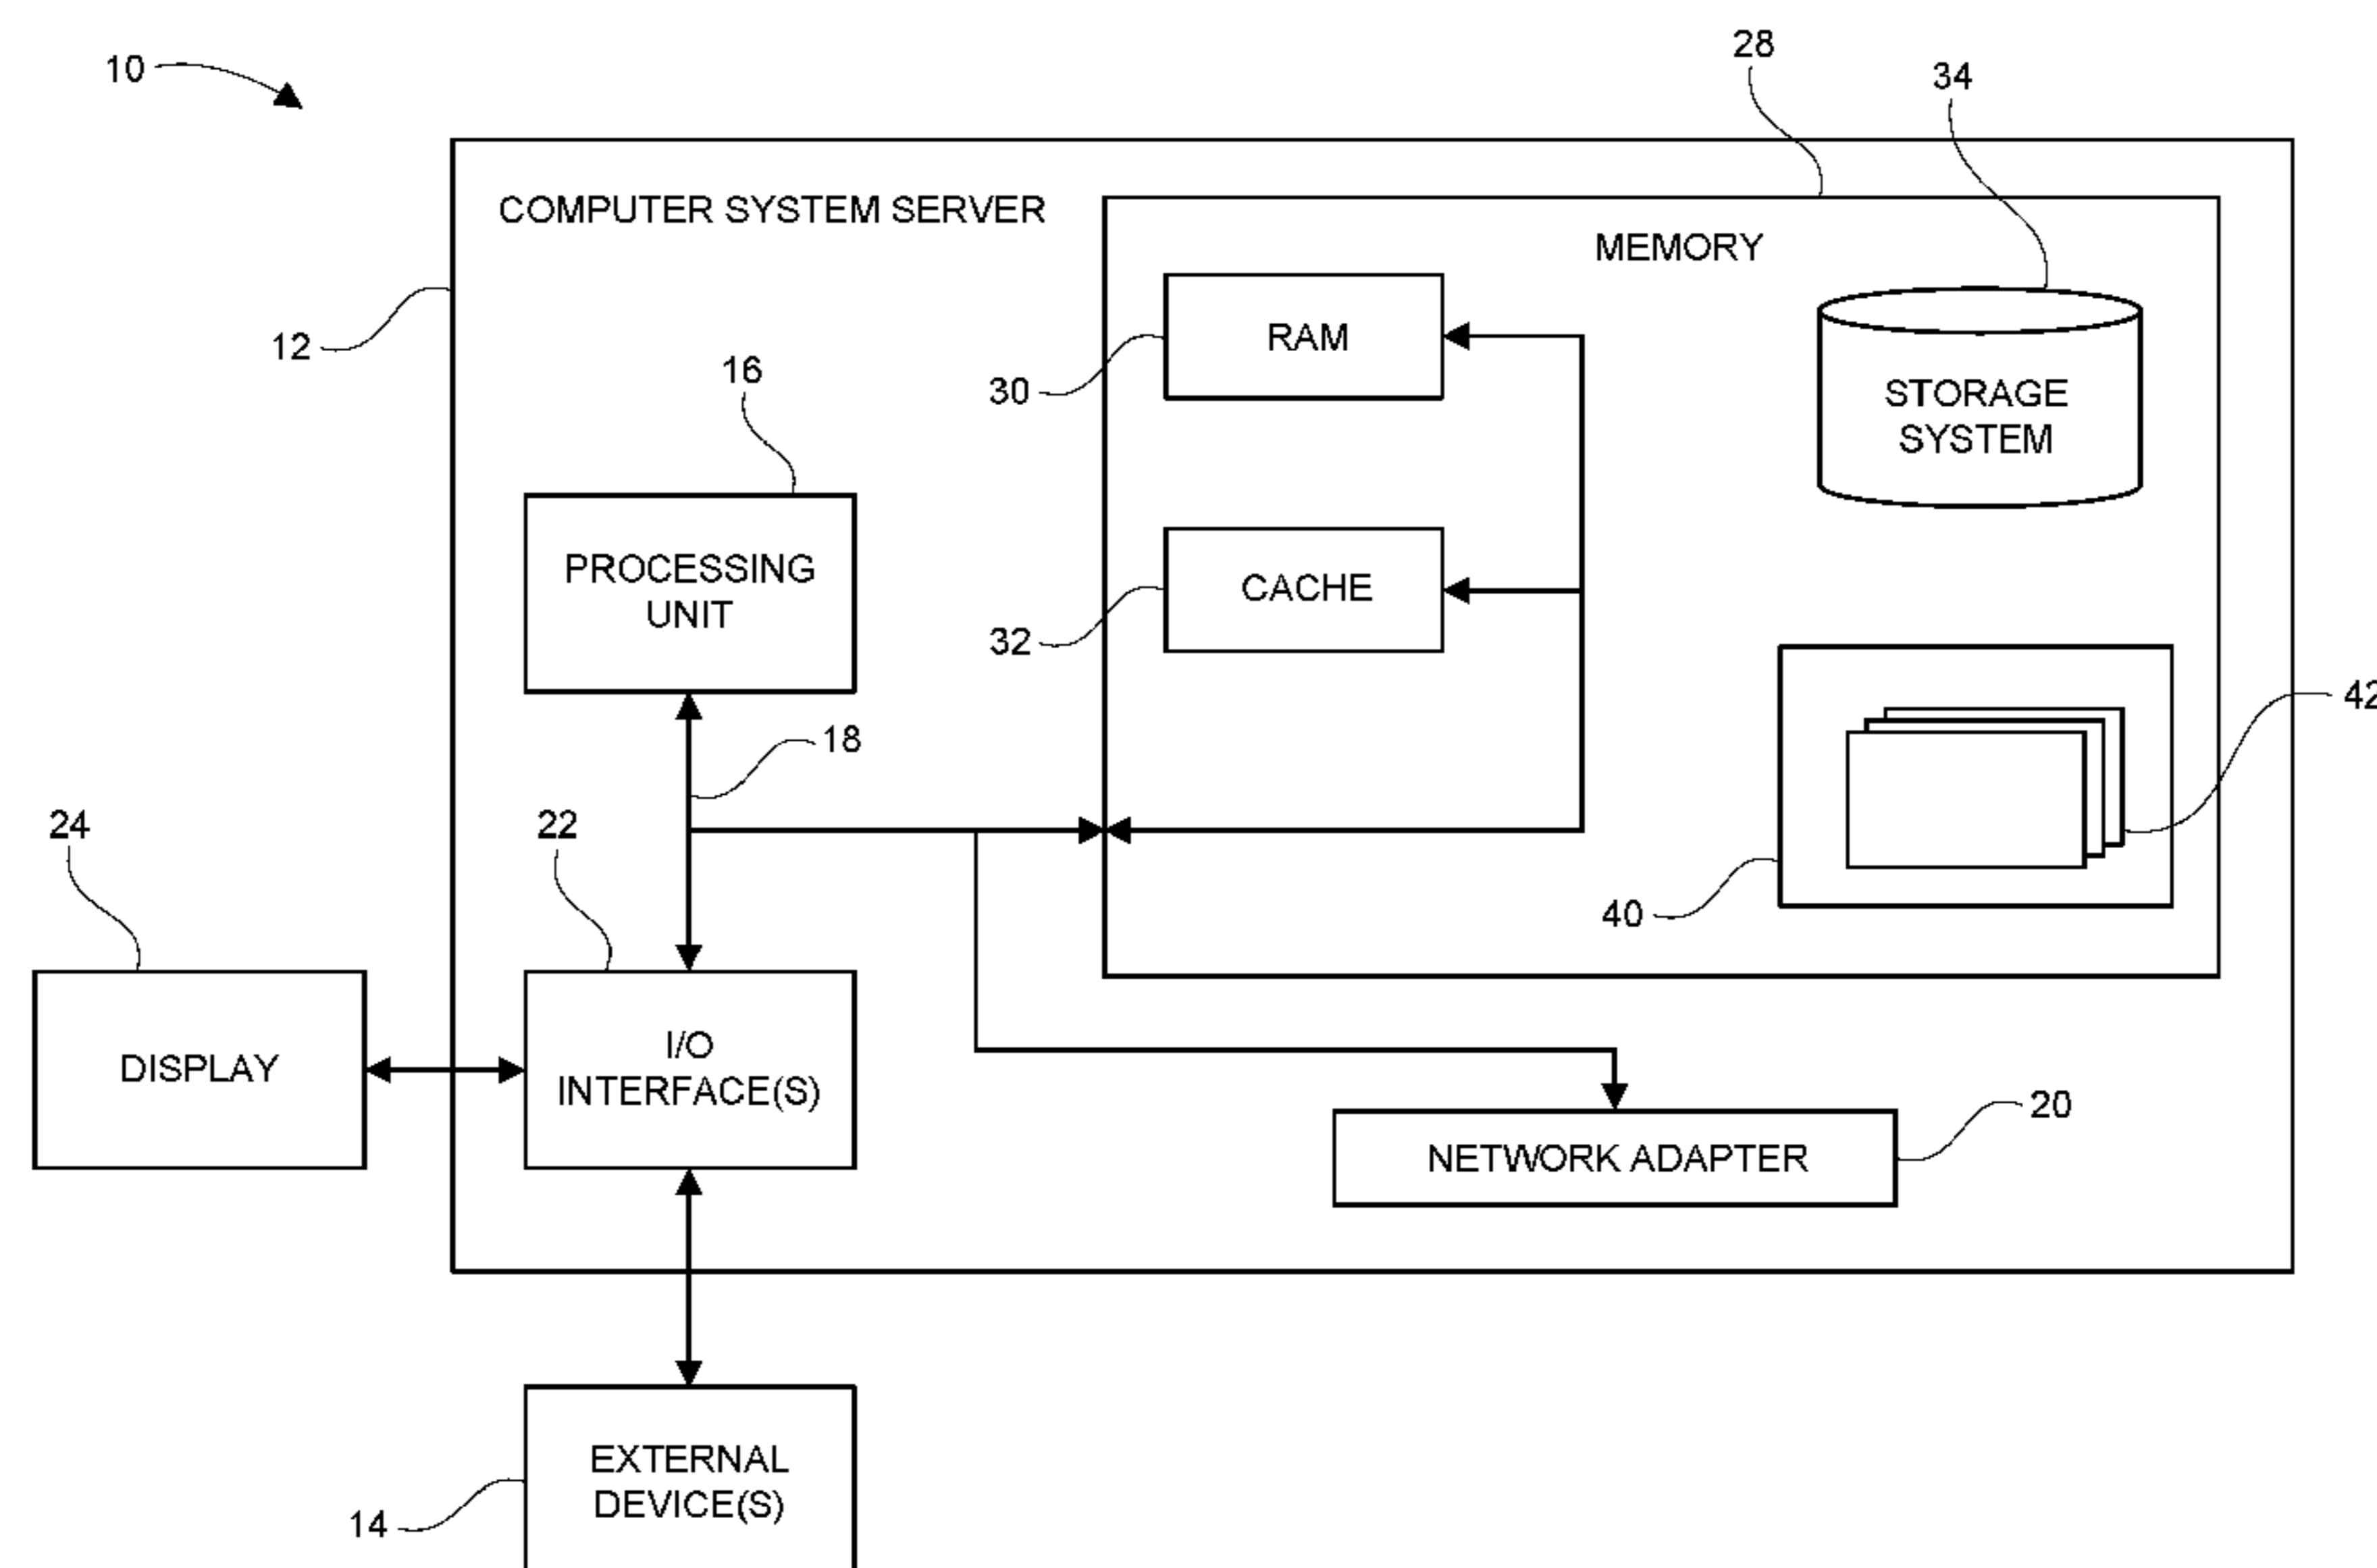 10
28
34
COMPUTER SYSTEM SERVER
MEMORY
12
RAM
30
STORAGE
SYSTEM
16
PROCESSING
UNIT
CACHE
32
42
18
24
22
40
DISPLAY
I/O
INTERFACE(S)
20
NETWORK ADAPTER
EXTERNAL
DEVICE(S)
14